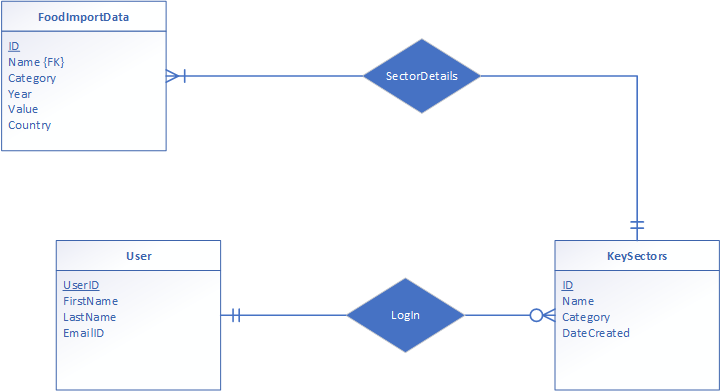 FoodImportData
ID
Name {FK}
Category
Year
Value
Country
SectorDetails
User
UserID
FirstName
LastName
EmailID
LogIn
KeySectors
ID
Name
Category
DateCreated